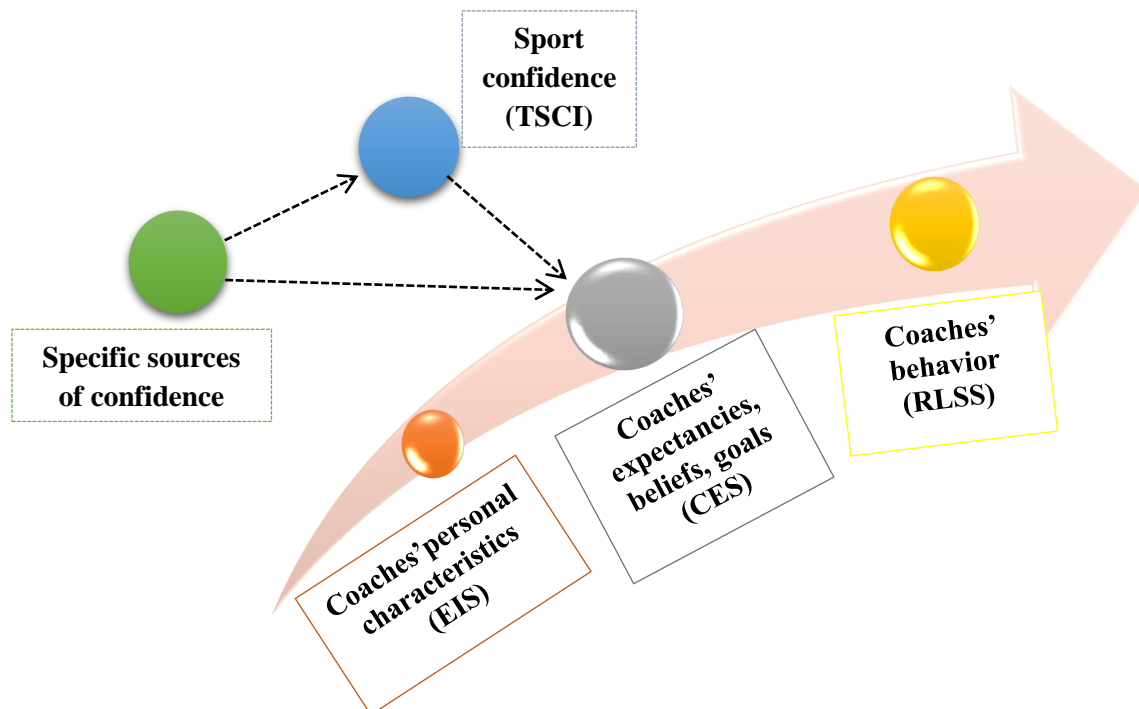 Sport
confidence
(TSCI)
Specific sources
of confidence
Coaches’personal
characteristics
(EIS)
Coaches’
expectancies,
beliefs, goals
(CES)
Coaches’
behavior
(RLSS)